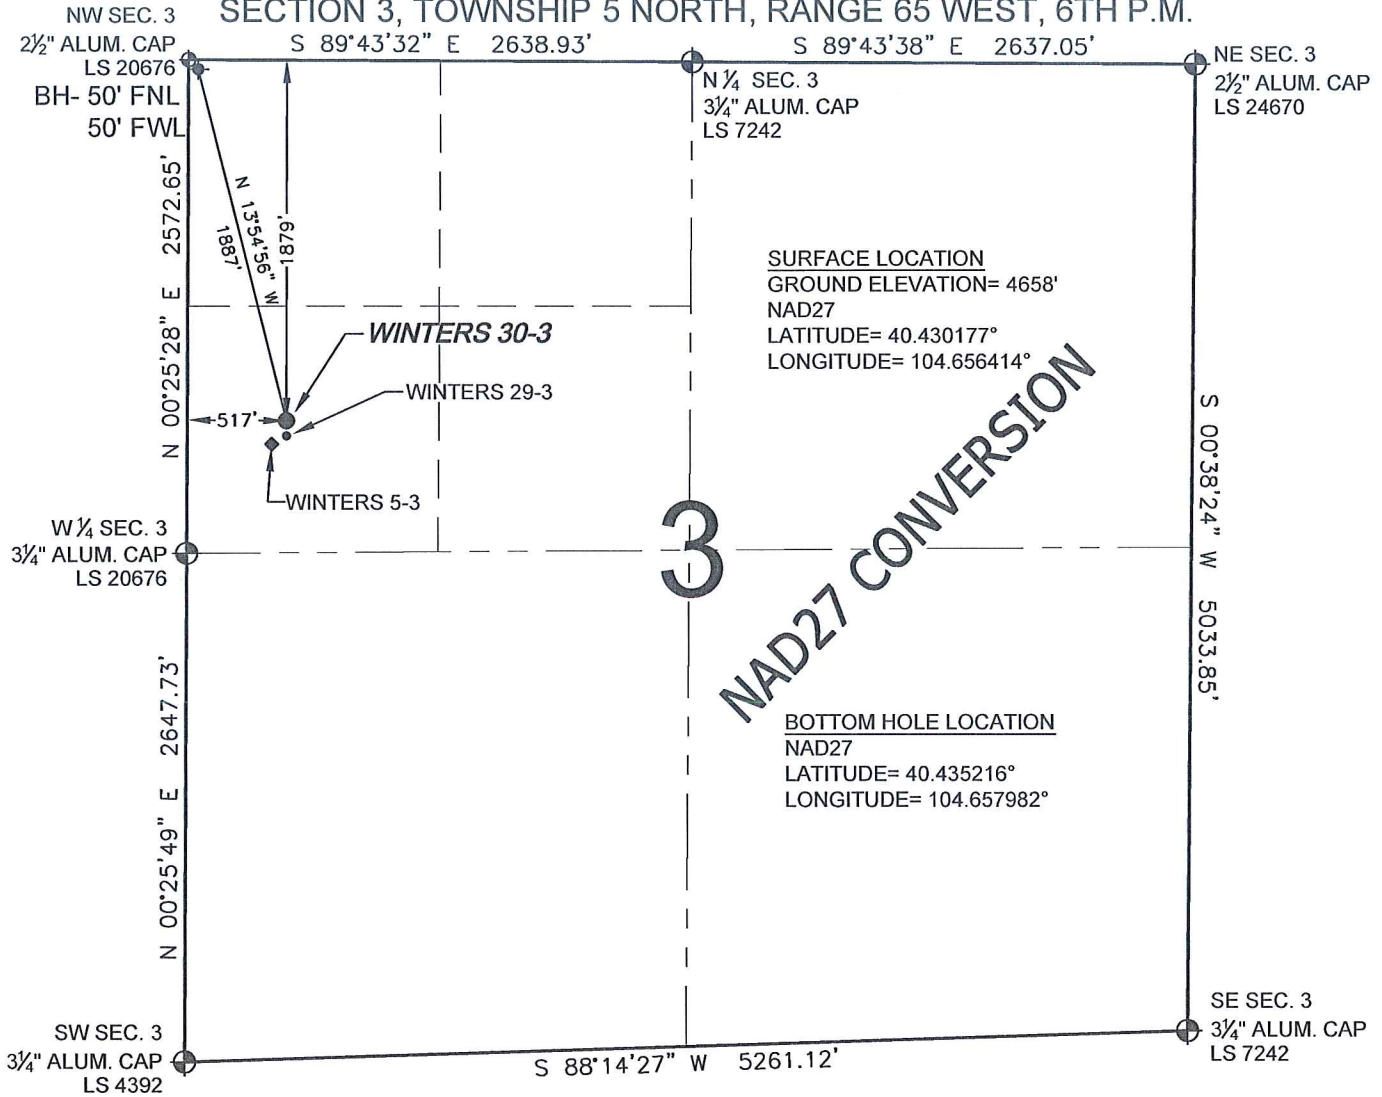 SECTION 3, TOWNSHIP 5 NORTH, RANGE 65 WEST, 6TH P.M.
NW SEC. 3
2½" ALUM. CAP
LS 20676
BH- 50' FNL
50' FWL
S 89°43'32" E 2638.93'
S 89°43'38" E 2637.05'
N ¼ SEC. 3
3¼" ALUM. CAP
LS 7242
NE SEC. 3
2½" ALUM. CAP
LS 24670
N 00°25'28" E 2572.65'
N 13°54'56" W
1887'
1879'
SURFACE LOCATION
GROUND ELEVATION= 4658'
NAD27
LATITUDE= 40.430177°
LONGITUDE= 104.656414°
WINTERS 30-3
WINTERS 29-3
517'
WINTERS 5-3
W ¼ SEC. 3
3¼" ALUM. CAP
LS 20676
3
NAD27 CONVERSION
S 00°38'24" W 5033.85'
BOTTOM HOLE LOCATION
NAD27
LATITUDE= 40.435216°
LONGITUDE= 104.657982°
N 00°25'49" E 2647.73'
SW SEC. 3
3¼" ALUM. CAP
LS 4392
S 88°14'27" W 5261.12'
SE SEC. 3
3¼" ALUM. CAP
LS 7242